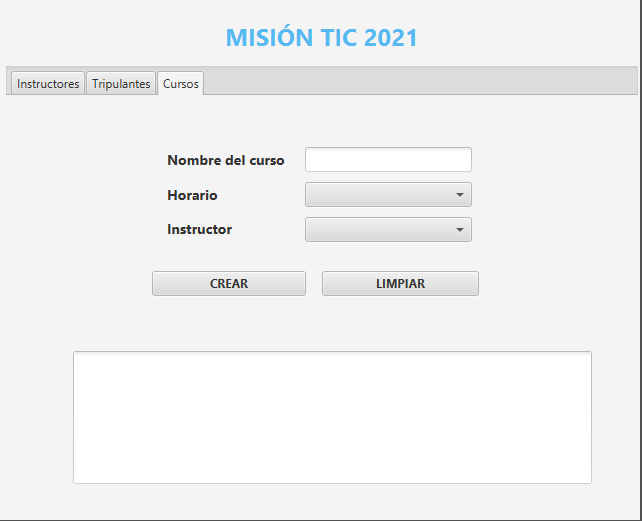 MISIÓN TIC 2021
Instructores Tripulantes Cursos
Nombre del curso
Horario
Instructor
CREAR LIMPIAR